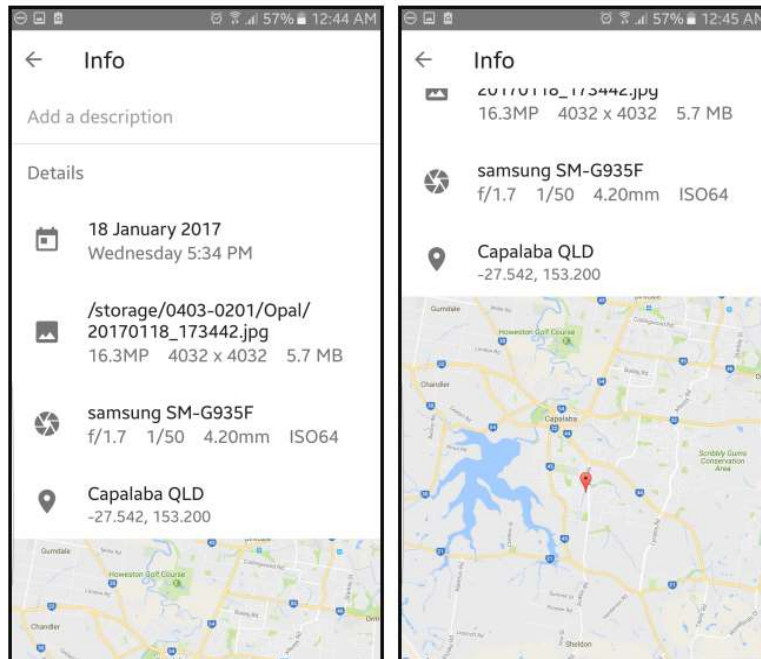 57% 12:44 AM
Info
Add a description
Details
18 January 2017
Wednesday 5:34 PM
/storage/0403-0201/Opal/
20170118_173442.jpg
16.3MP 4032 x 4032 5.7 MB
samsung SM-G935F
f/1.7 1/50 4.20mm ISO64
Capalaba QLD
-27.542, 153.200
Gumdale
Howeston Golf Course
Chandler
57% 12:45 AM
Info
20170118_173442.jpg
16.3MP 4032 x 4032 5.7 MB
samsung SM-G935F
f/1.7 1/50 4.20mm ISO64
Capalaba QLD
-27.542, 153.200
Gumdale
Howeston Golf Course
Chandler
Capalaba
Scribbly Gums
Conservation
Area
Sheldon